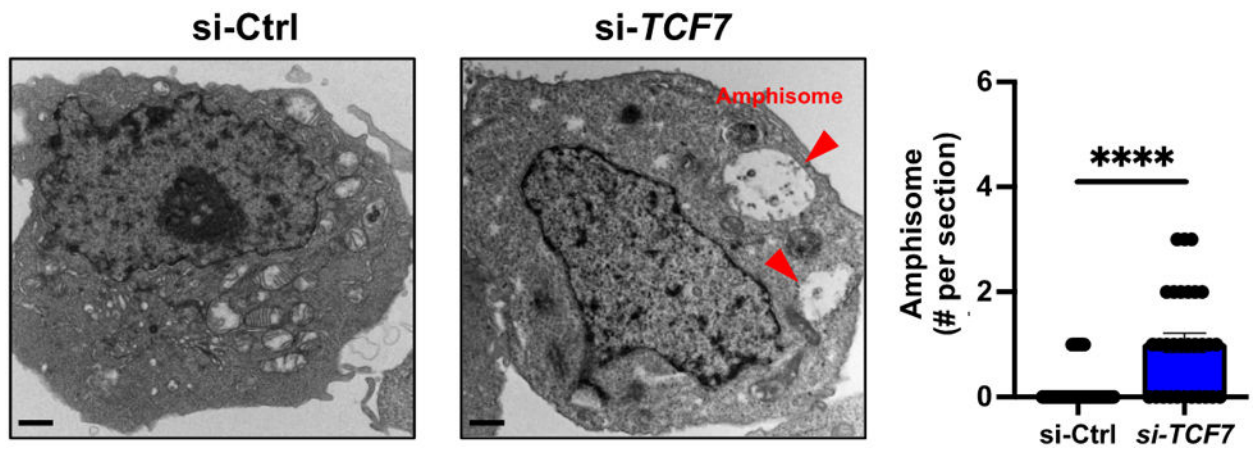 si-Ctrl
si-TCF7
Amphisome
Amphisome
(# per section)
6
4
2
0
****
si-Ctrl
si-TCF7